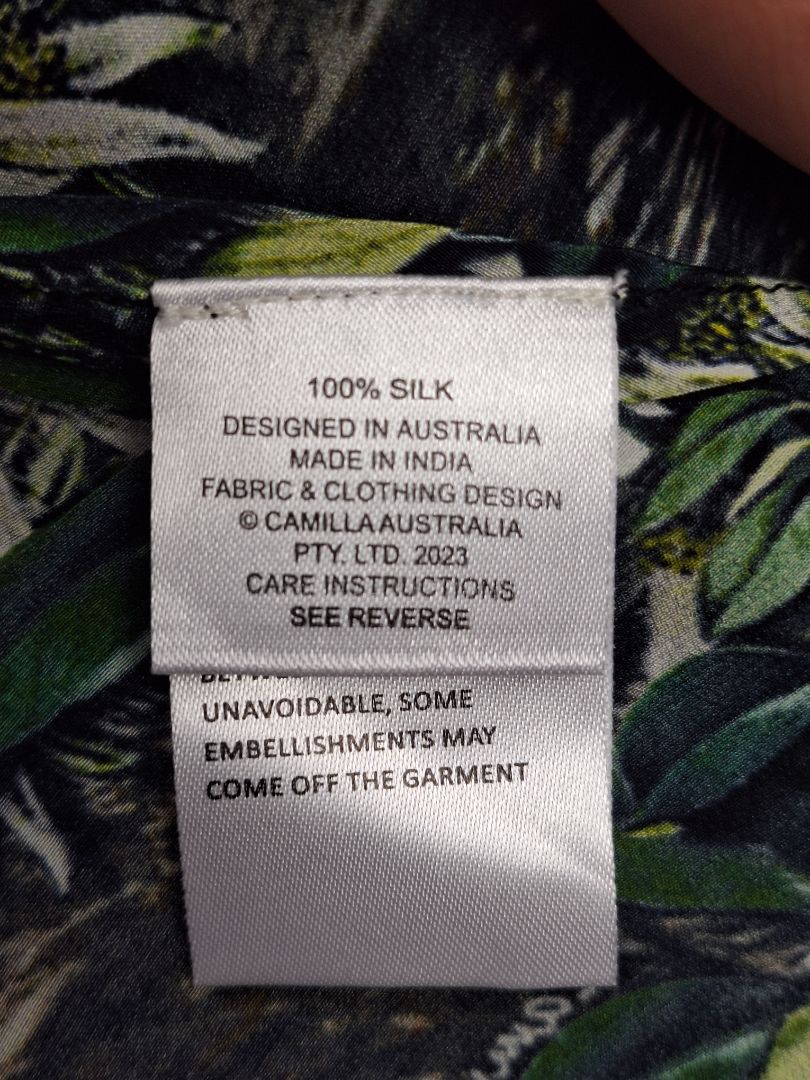 100% SILK
DESIGNED IN AUSTRALIA
MADE IN INDIA
FABRIC & CLOTHING DESIGN
© CAMILLA AUSTRALIA
PTY. LTD. 2023
CARE INSTRUCTIONS
SEE REVERSE
UNAVOIDABLE, SOME
EMBELLISHMENTS MAY
COME OFF THE GARMENT